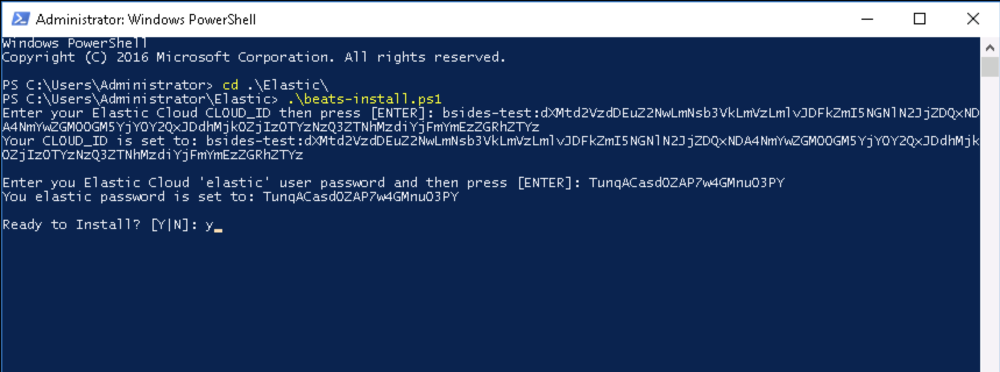 Administrator: Windows PowerShell
Windows PowerShell
Copyright (C) 2016 Microsoft Corporation. All rights reserved.
PS C:\Users\Administrator> cd .\Elastic\
PS C:\Users\Administrator\Elastic> .\beats-install.ps1
Enter your Elastic Cloud CLOUD_ID then press [ENTER]: bsides-test:dXMtd2VzdDEuZ2NwLmNsb3VkLmVzLmlvJDFkZmI5NGNlN2JjZDQxND
A4NmYwZGM0OGM5YjY0Y2QxJDdhMjk0ZjIzOTYzNzQ3ZTNhMzdiYjFmYmEzZGRhZTYz
Your CLOUD_ID is set to: bsides-test:dXMtd2VzdDEuZ2NwLmNsb3VkLmVzLmlvJDFkZmI5NGNlN2JjZDQxNDA4NmYwZGM0OGM5YjY0Y2QxJDdhMjk
0ZjIzOTYzNzQ3ZTNhMzdiYjFmYmEzZGRhZTYz
Enter you Elastic Cloud 'elastic' user password and then press [ENTER]: TunqACasdOZAP7w4GMnuO3PY
You elastic password is set to: TunqACasdOZAP7w4GMnuO3PY
Ready to Install? [Y|N]: y